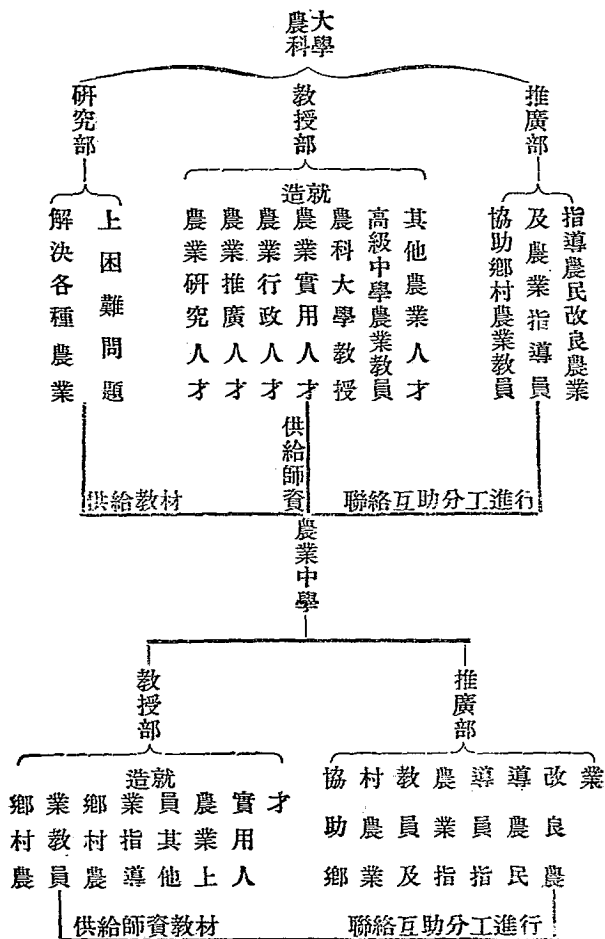 大學
農科
研究部
教授部
推廣部
解決各種農業
上困難問題
造就
農業研究人才
農業推廣人才
農業行政人才
農業實用人才
農科大學教授
高級中學農業教員
其他農業人才
協助鄉村農業教員
及農業指導員
指導農民改良農業
供給教材
供給師資
聯絡互助分工進行
農業中學
教授部
推廣部
造就
鄉村農
業教員
鄉村農
業指導
員其他
農業上
實用人
才
協助鄉
村農業
教員及
農業指
導員指
導農民
改良農
業
供給師資教材
聯絡互助分工進行